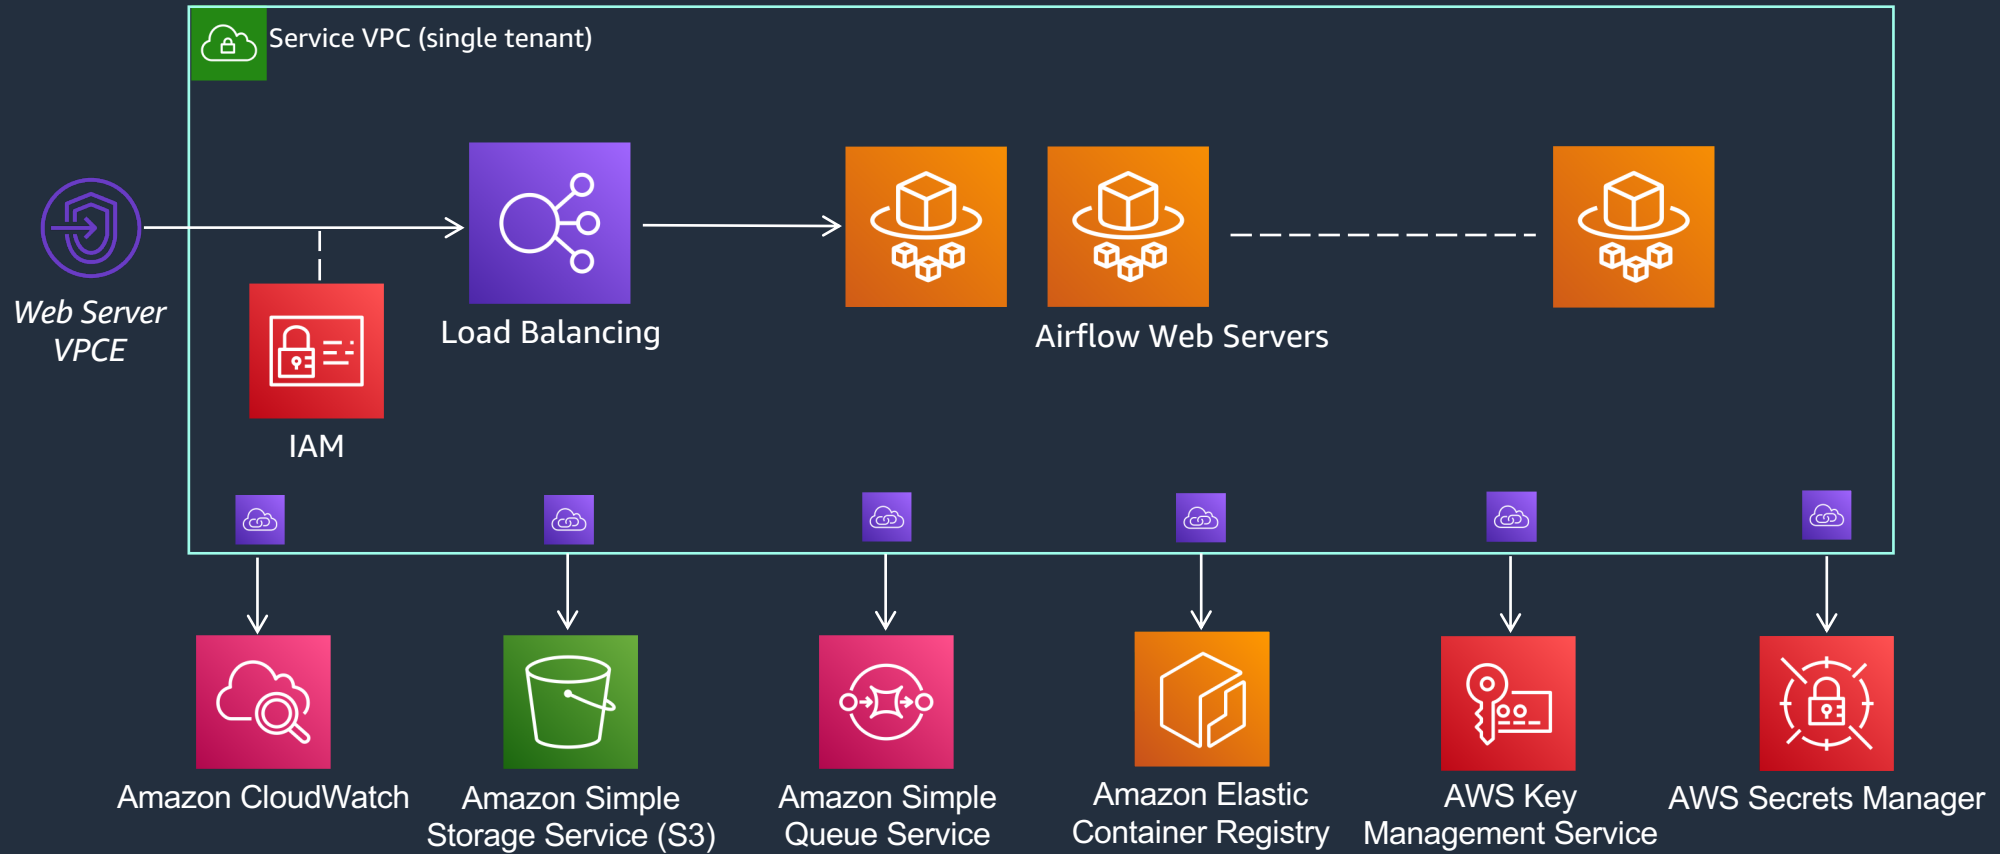 Service VPC (single tenant)
Web Server
VPCE
IAM
Load Balancing
Airflow Web Servers
Amazon CloudWatch
Amazon Simple
Storage Service (S3)
Amazon Simple
Queue Service
Amazon Elastic
Container Registry
AWS Key
Management Service
AWS Secrets Manager